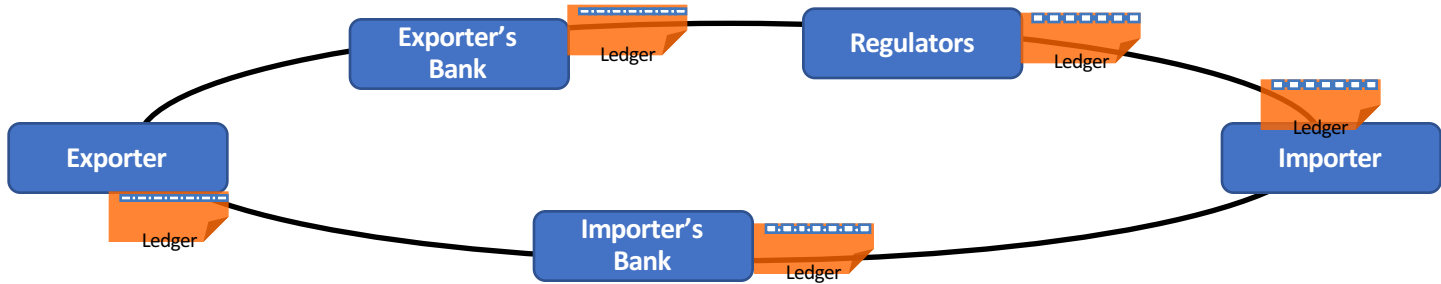 Exporter's
Bank
Ledger
Regulators
Ledger
Ledger
Exporter
Importer
Ledger
Importer's
Bank
Ledger